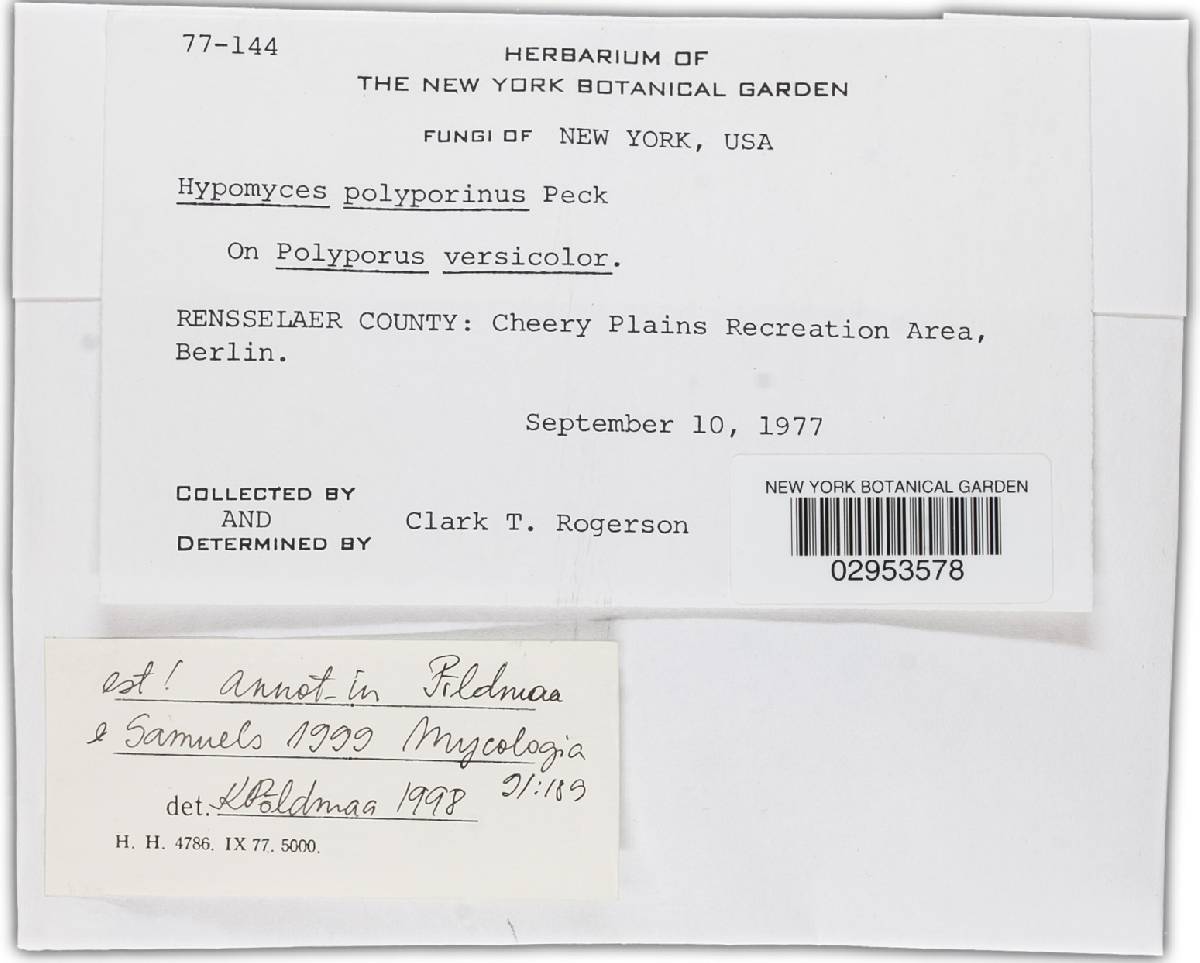 77-144
HERBARIUM OF
THE NEW YORK BOTANICAL GARDEN
FUNGI OF NEW YORK, USA
Hypomyces polyporinus Peck
On Polyporus versicolor.
RENSSELAER COUNTY: Cheery Plains Recreation Area,
Berlin.
September 10, 1977
COLLECTED BY
AND
DETERMINED BY
Clark T. Rogerson
NEW YORK BOTANICAL GARDEN
02953578
est! annot. in Põldmaa
& Samuels 1999 Mycologia
91:189
det. KPõldmaa 1998
H. H. 4786. IX 77. 5000.